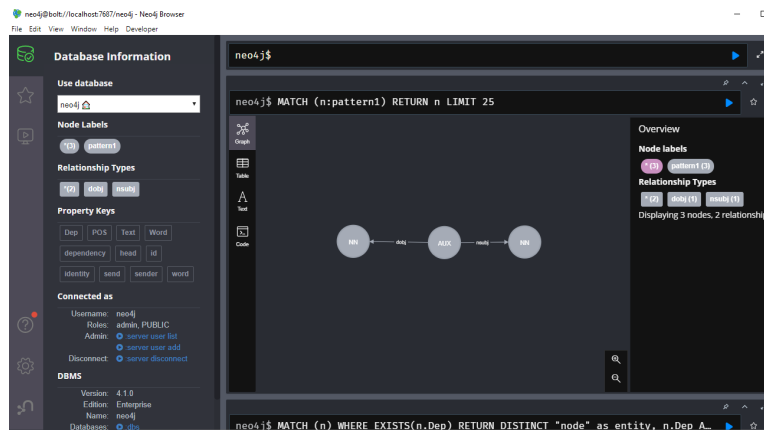 neo4j@bolt://localhost:7687/neo4j - Neo4j Browser
File Edit View Window Help Developer
Database Information
Use database
neo4j
Node Labels
*(3) pattern1
Relationship Types
*(2) dobj nsubj
Property Keys
Dep POS Text Word
dependency head id
identity send sender word
Connected as
Username: neo4j
Roles: admin, PUBLIC
Admin: :server user list
:server user add
Disconnect: :server disconnect
DBMS
Version: 4.1.0
Edition: Enterprise
Name: neo4j
Databases: :dbs
neo4j$
neo4j$ MATCH (n:pattern1) RETURN n LIMIT 25
Graph
Table
Text
Code
NN dobj AUX nsubj NN
Overview
Node labels
*(3) pattern1 (3)
Relationship Types
*(2) dobj (1) nsubj (1)
Displaying 3 nodes, 2 relationship
neo4j$ MATCH (n) WHERE EXISTS(n.Dep) RETURN DISTINCT "node" as entity, n.Dep A…